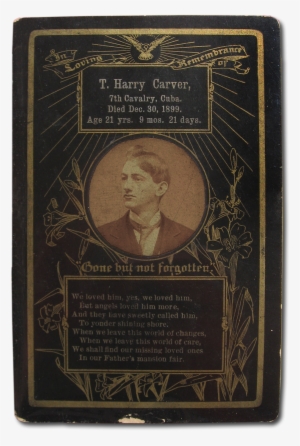 In Loving Remembrance of
T. Harry Carver,
7th Cavalry, Cuba.
Died Dec. 30, 1899.
Age 21 yrs. 9 mos. 21 days.
Gone but not forgotten.
We loved him, yes, we loved him,
But angels loved him more,
And they have sweetly called him,
To yonder shining shore,
When we leave this world of changes,
When we leave this world of care,
We shall find our missing loved ones
In our Father's mansion fair.